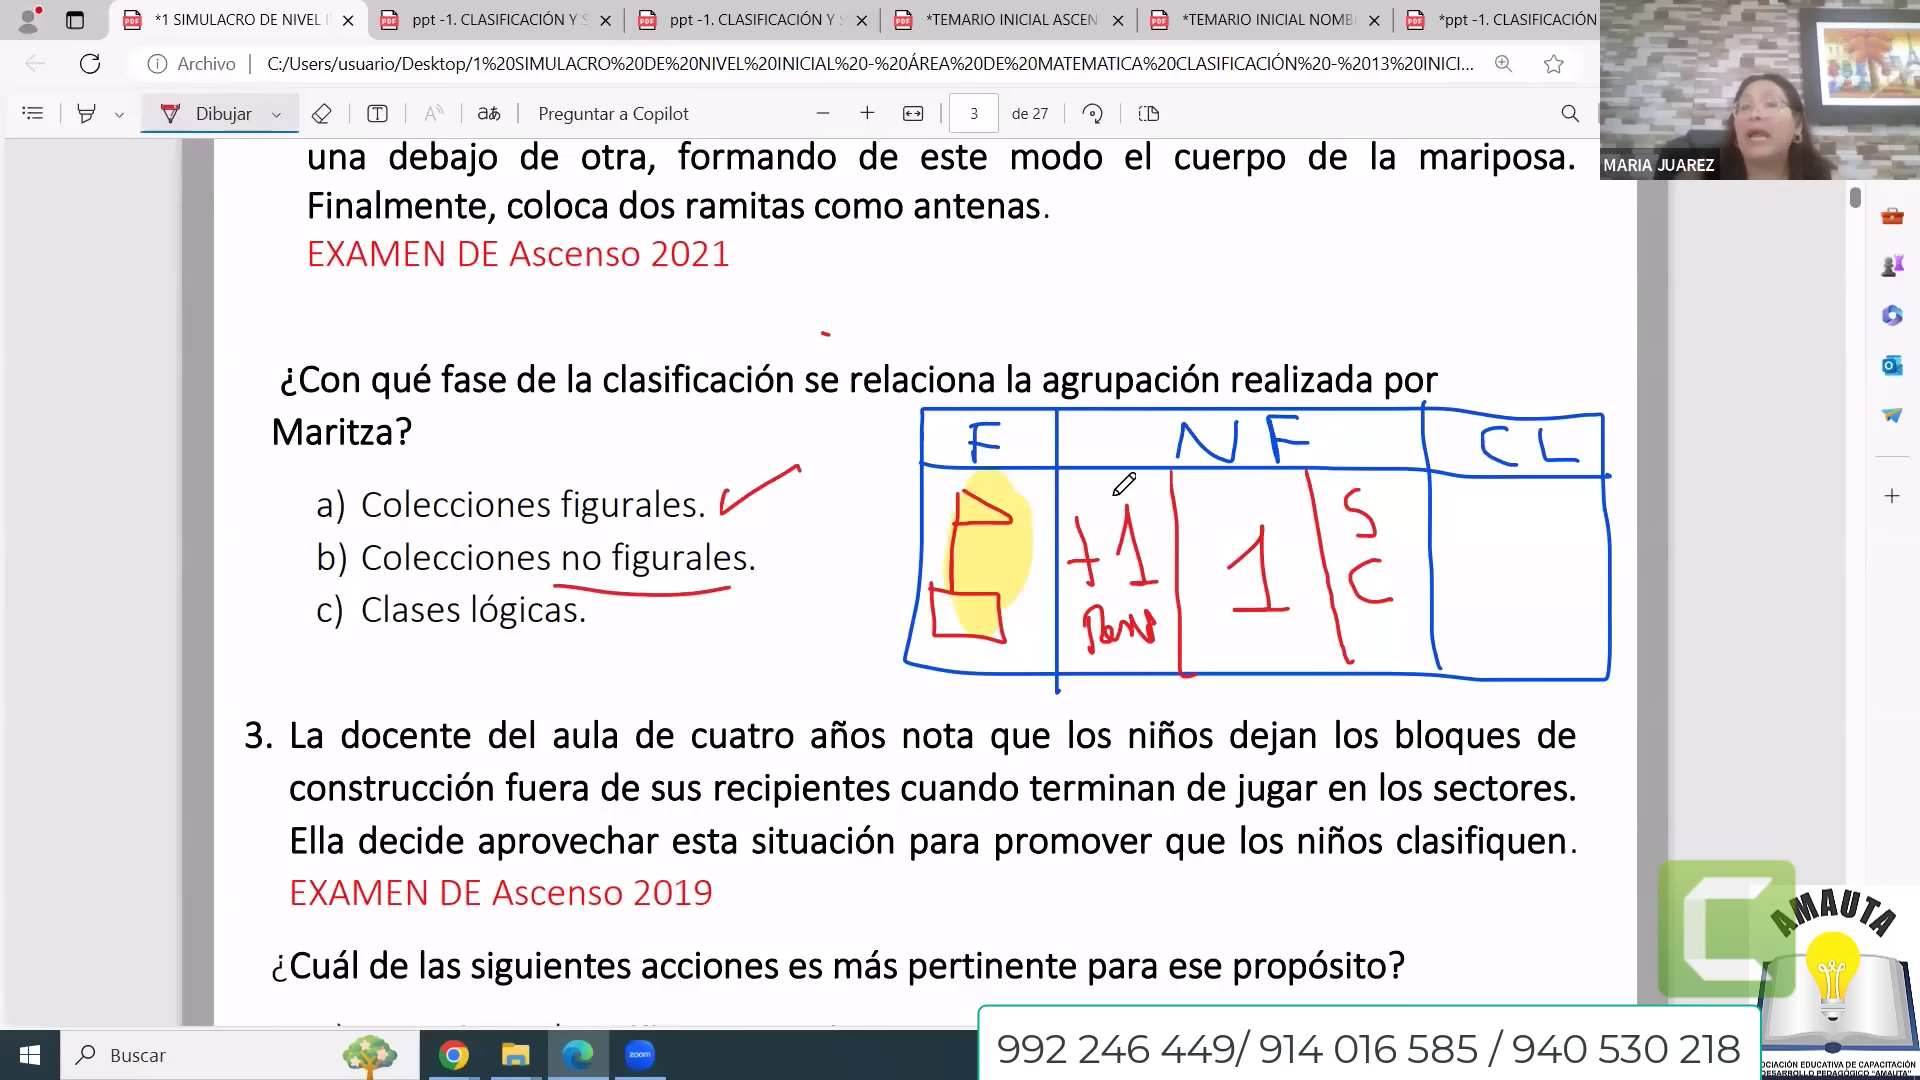 *1 SIMULACRO DE NIVEL I
ppt -1. CLASIFICACIÓN Y
ppt -1. CLASIFICACIÓN Y
*TEMARIO INICIAL ASCEN
*TEMARIO INICIAL NOMB
*ppt -1. CLASIFICACIÓN
Archivo
C:/Users/usuario/Desktop/1%20SIMULACRO%20DE%20NIVEL%20INICIAL%20-%20ÁREA%20DE%20MATEMATICA%20CLASIFICACIÓN%20-%2013%20INICI...
Dibujar
Preguntar a Copilot
3
de 27
MARIA JUAREZ
una debajo de otra, formando de este modo el cuerpo de la mariposa.
Finalmente, coloca dos ramitas como antenas.
EXAMEN DE Ascenso 2021
¿Con qué fase de la clasificación se relaciona la agrupación realizada por
Maritza?
a) Colecciones figurales.
b) Colecciones no figurales.
c) Clases lógicas.
F NF CL
+1 1 S
C
3. La docente del aula de cuatro años nota que los niños dejan los bloques de
construcción fuera de sus recipientes cuando terminan de jugar en los sectores.
Ella decide aprovechar esta situación para promover que los niños clasifiquen.
EXAMEN DE Ascenso 2019
¿Cuál de las siguientes acciones es más pertinente para ese propósito?
AMAUTA
992 246 449/ 914 016 585 / 940 530 218
OCIACIÓN EDUCATIVA DE CAPACITACIÓN
DESARROLLO PEDAGÓGICO "AMAUTA"
Buscar
zoom